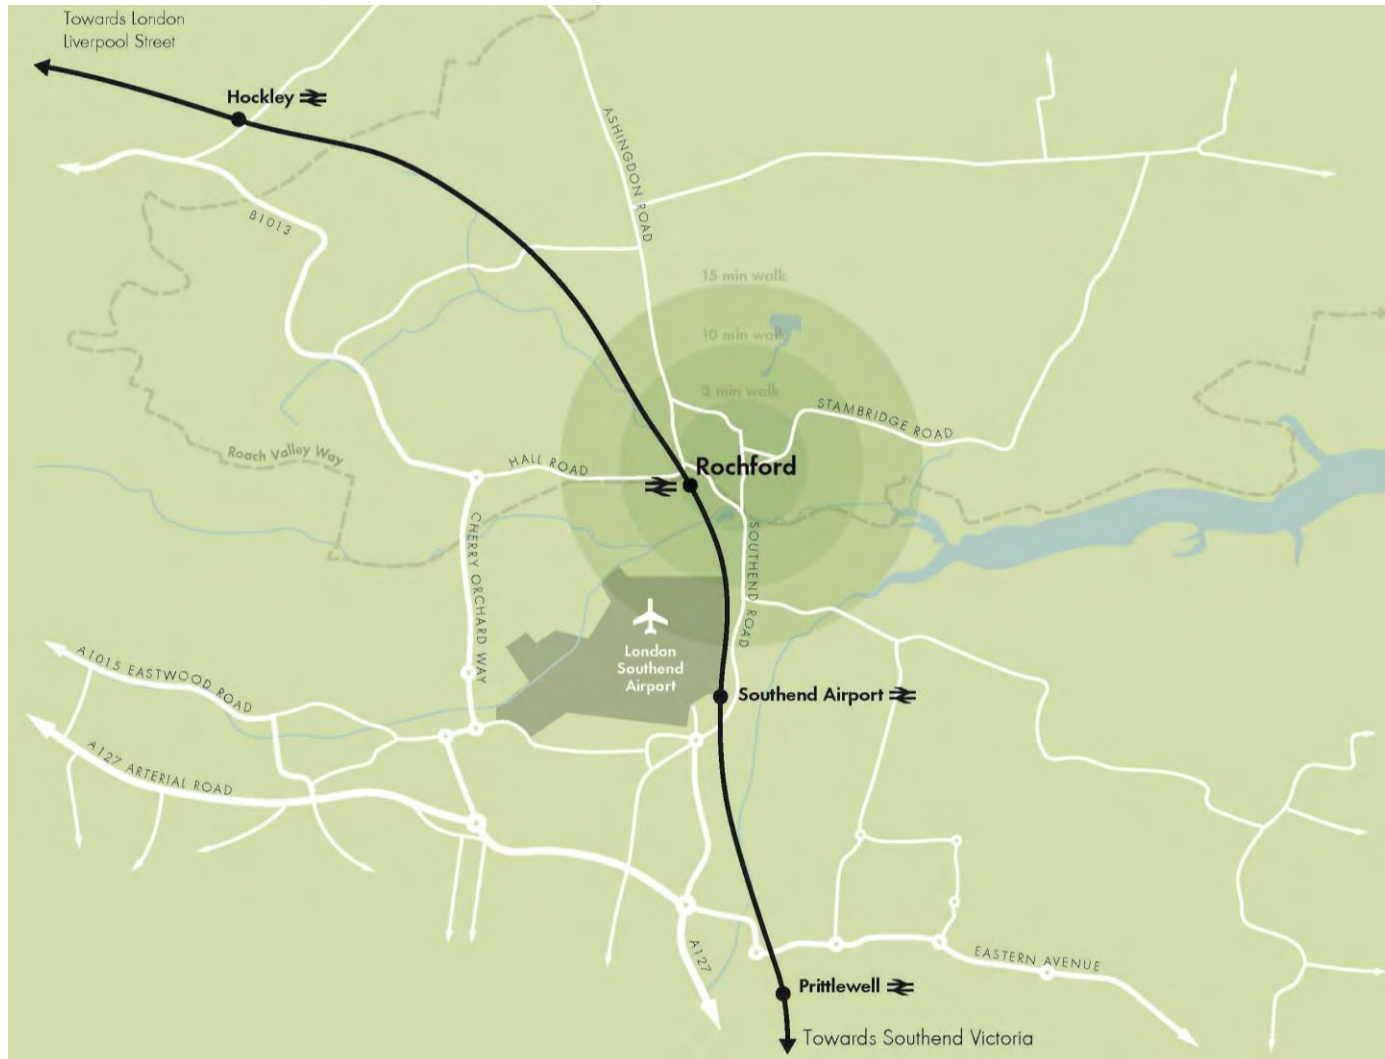 Towards London
Liverpool Street
Hockley
ASHINGDON ROAD
B1013
15 min walk
10 min walk
3 min walk
STAMBRIDGE ROAD
Roach Valley Way
HALL ROAD
Rochford
CHERRY ORCHARD WAY
SOUTHEND ROAD
London
Southend
Airport
A1015 EASTWOOD ROAD
Southend Airport
A127 ARTERIAL ROAD
A127
EASTERN AVENUE
Prittlewell
Towards Southend Victoria